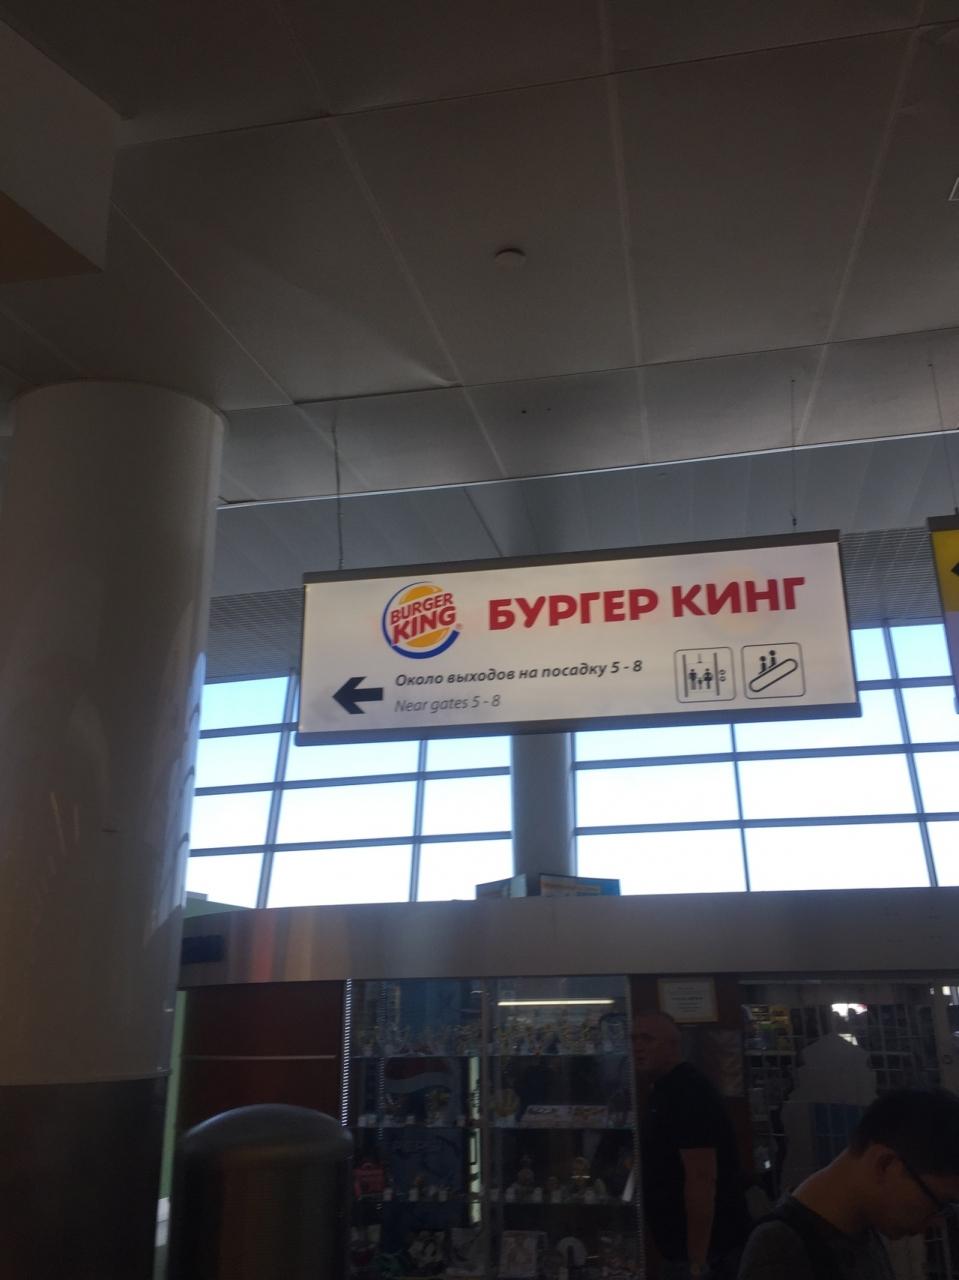 BURGER
KING
БУРГЕР КИНГ
Около выходов на посадку 5 - 8
Near gates 5 - 8